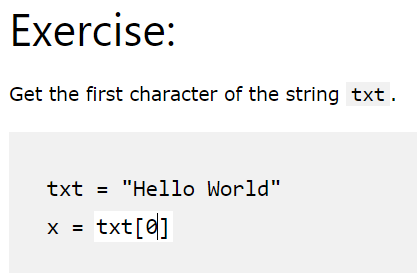 Exercise:
Get the first character of the string txt.
txt = "Hello World"
x = txt[0]